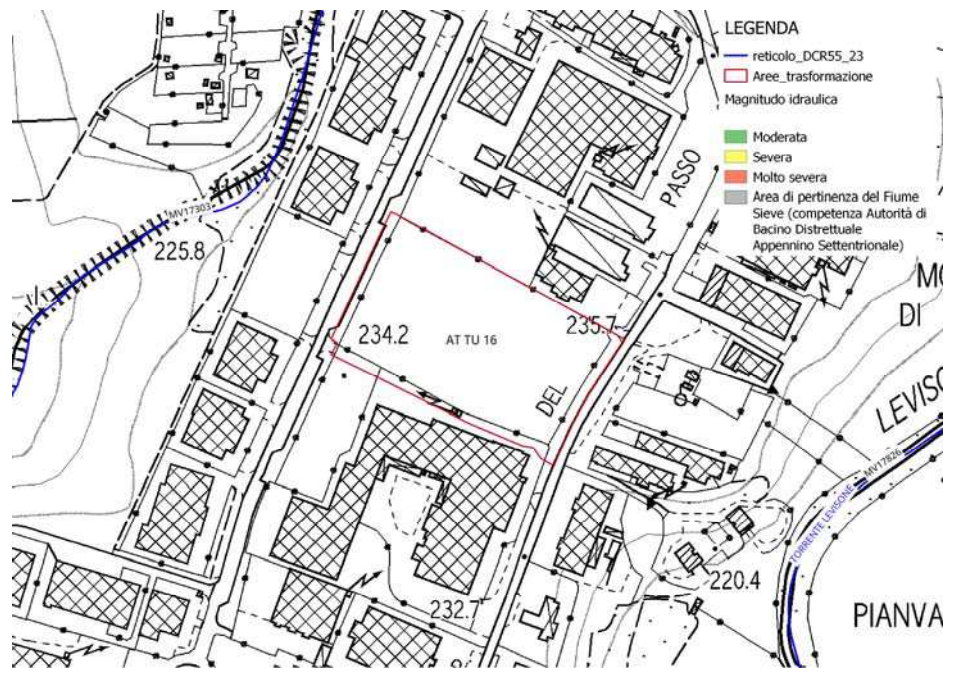 LEGENDA
reticolo_DCR55_23
Aree_trasformazione
Magnitudo idraulica
Moderata
Severa
Molto severa
Area di pertinenza del Fiume
Sieve (competenza Autorità di
Bacino Distrettuale
Appennino Settentrionale)
PASSO
MV17303
225.8
234.2
AT TU 16
235.7
DEL
DI
LEVISO
MV17826
TORRENTE LEVISONE
220.4
232.7
PIANVA